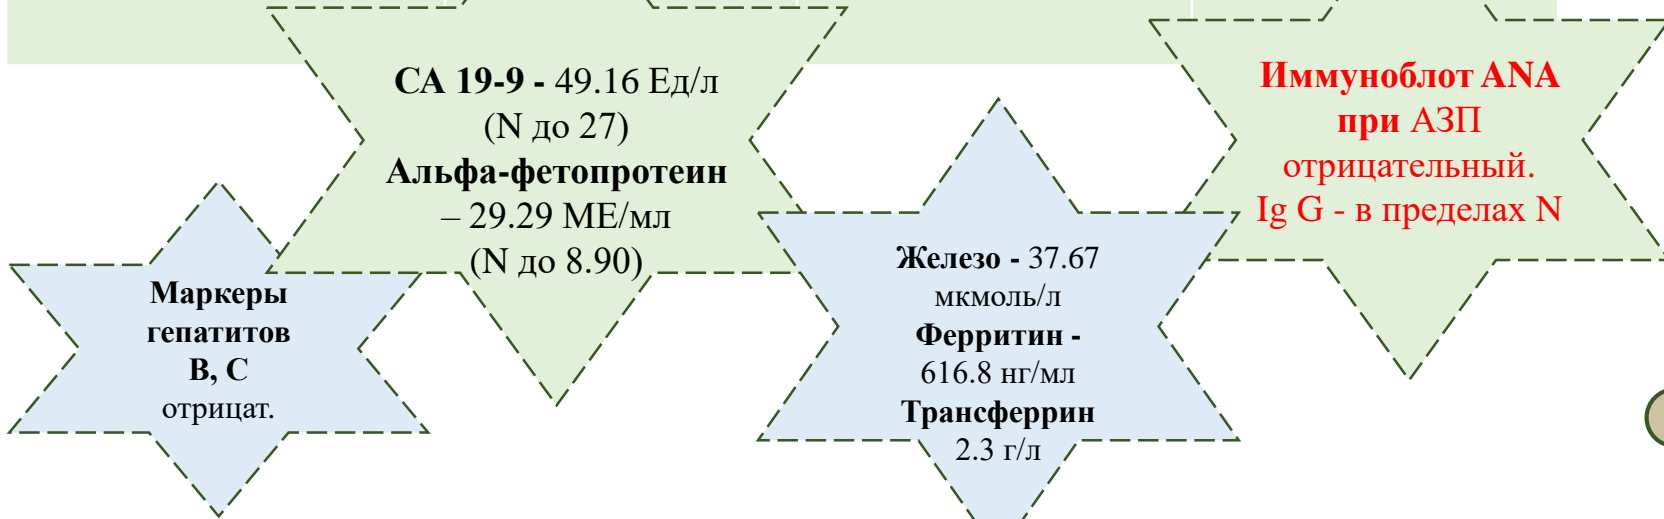 Маркеры
гепатитов
В, С
отрицат.
СА 19-9 - 49.16 Ед/л
(N до 27)
Альфа-фетопротеин
– 29.29 МЕ/мл
(N до 8.90)
Железо - 37.67
мкмоль/л
Ферритин -
616.8 нг/мл
Трансферрин
2.3 г/л
Иммуноблот ANA
при АЗП
отрицательный.
Ig G - в пределах N